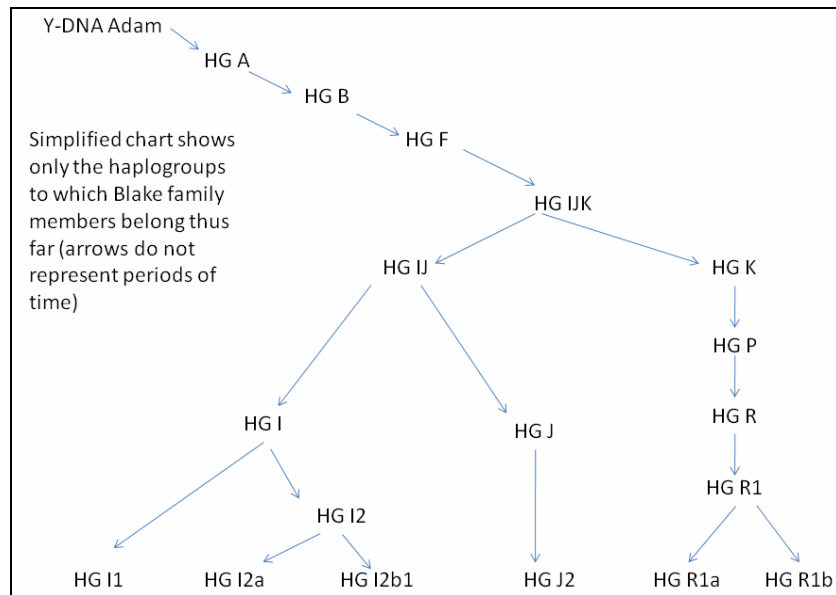 Y-DNA Adam
HG A
HG B
HG F
Simplified chart shows
only the haplogroups
to which Blake family
members belong thus
far (arrows do not
represent periods of
time)
HG IJK
HG IJ
HG K
HG P
HG I
HG J
HG R
HG R1
HG I2
HG I1
HG I2a
HG I2b1
HG J2
HG R1a
HG R1b